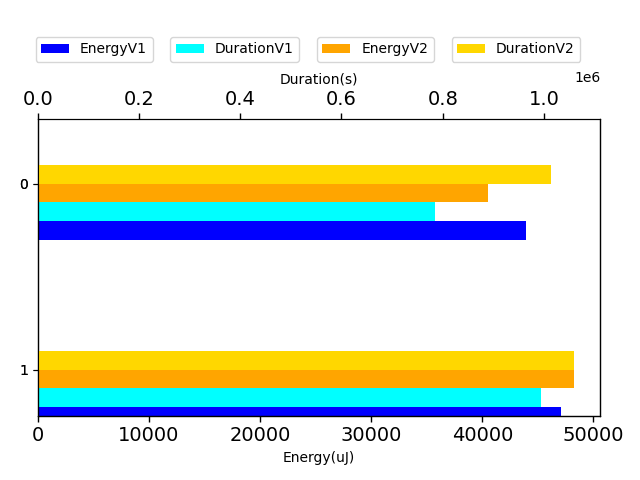 EnergyV1 DurationV1 EnergyV2 DurationV2
Duration(s)
1e6
0.0 0.2 0.4 0.6 0.8 1.0
0
1
0 10000 20000 30000 40000 50000
Energy(uJ)